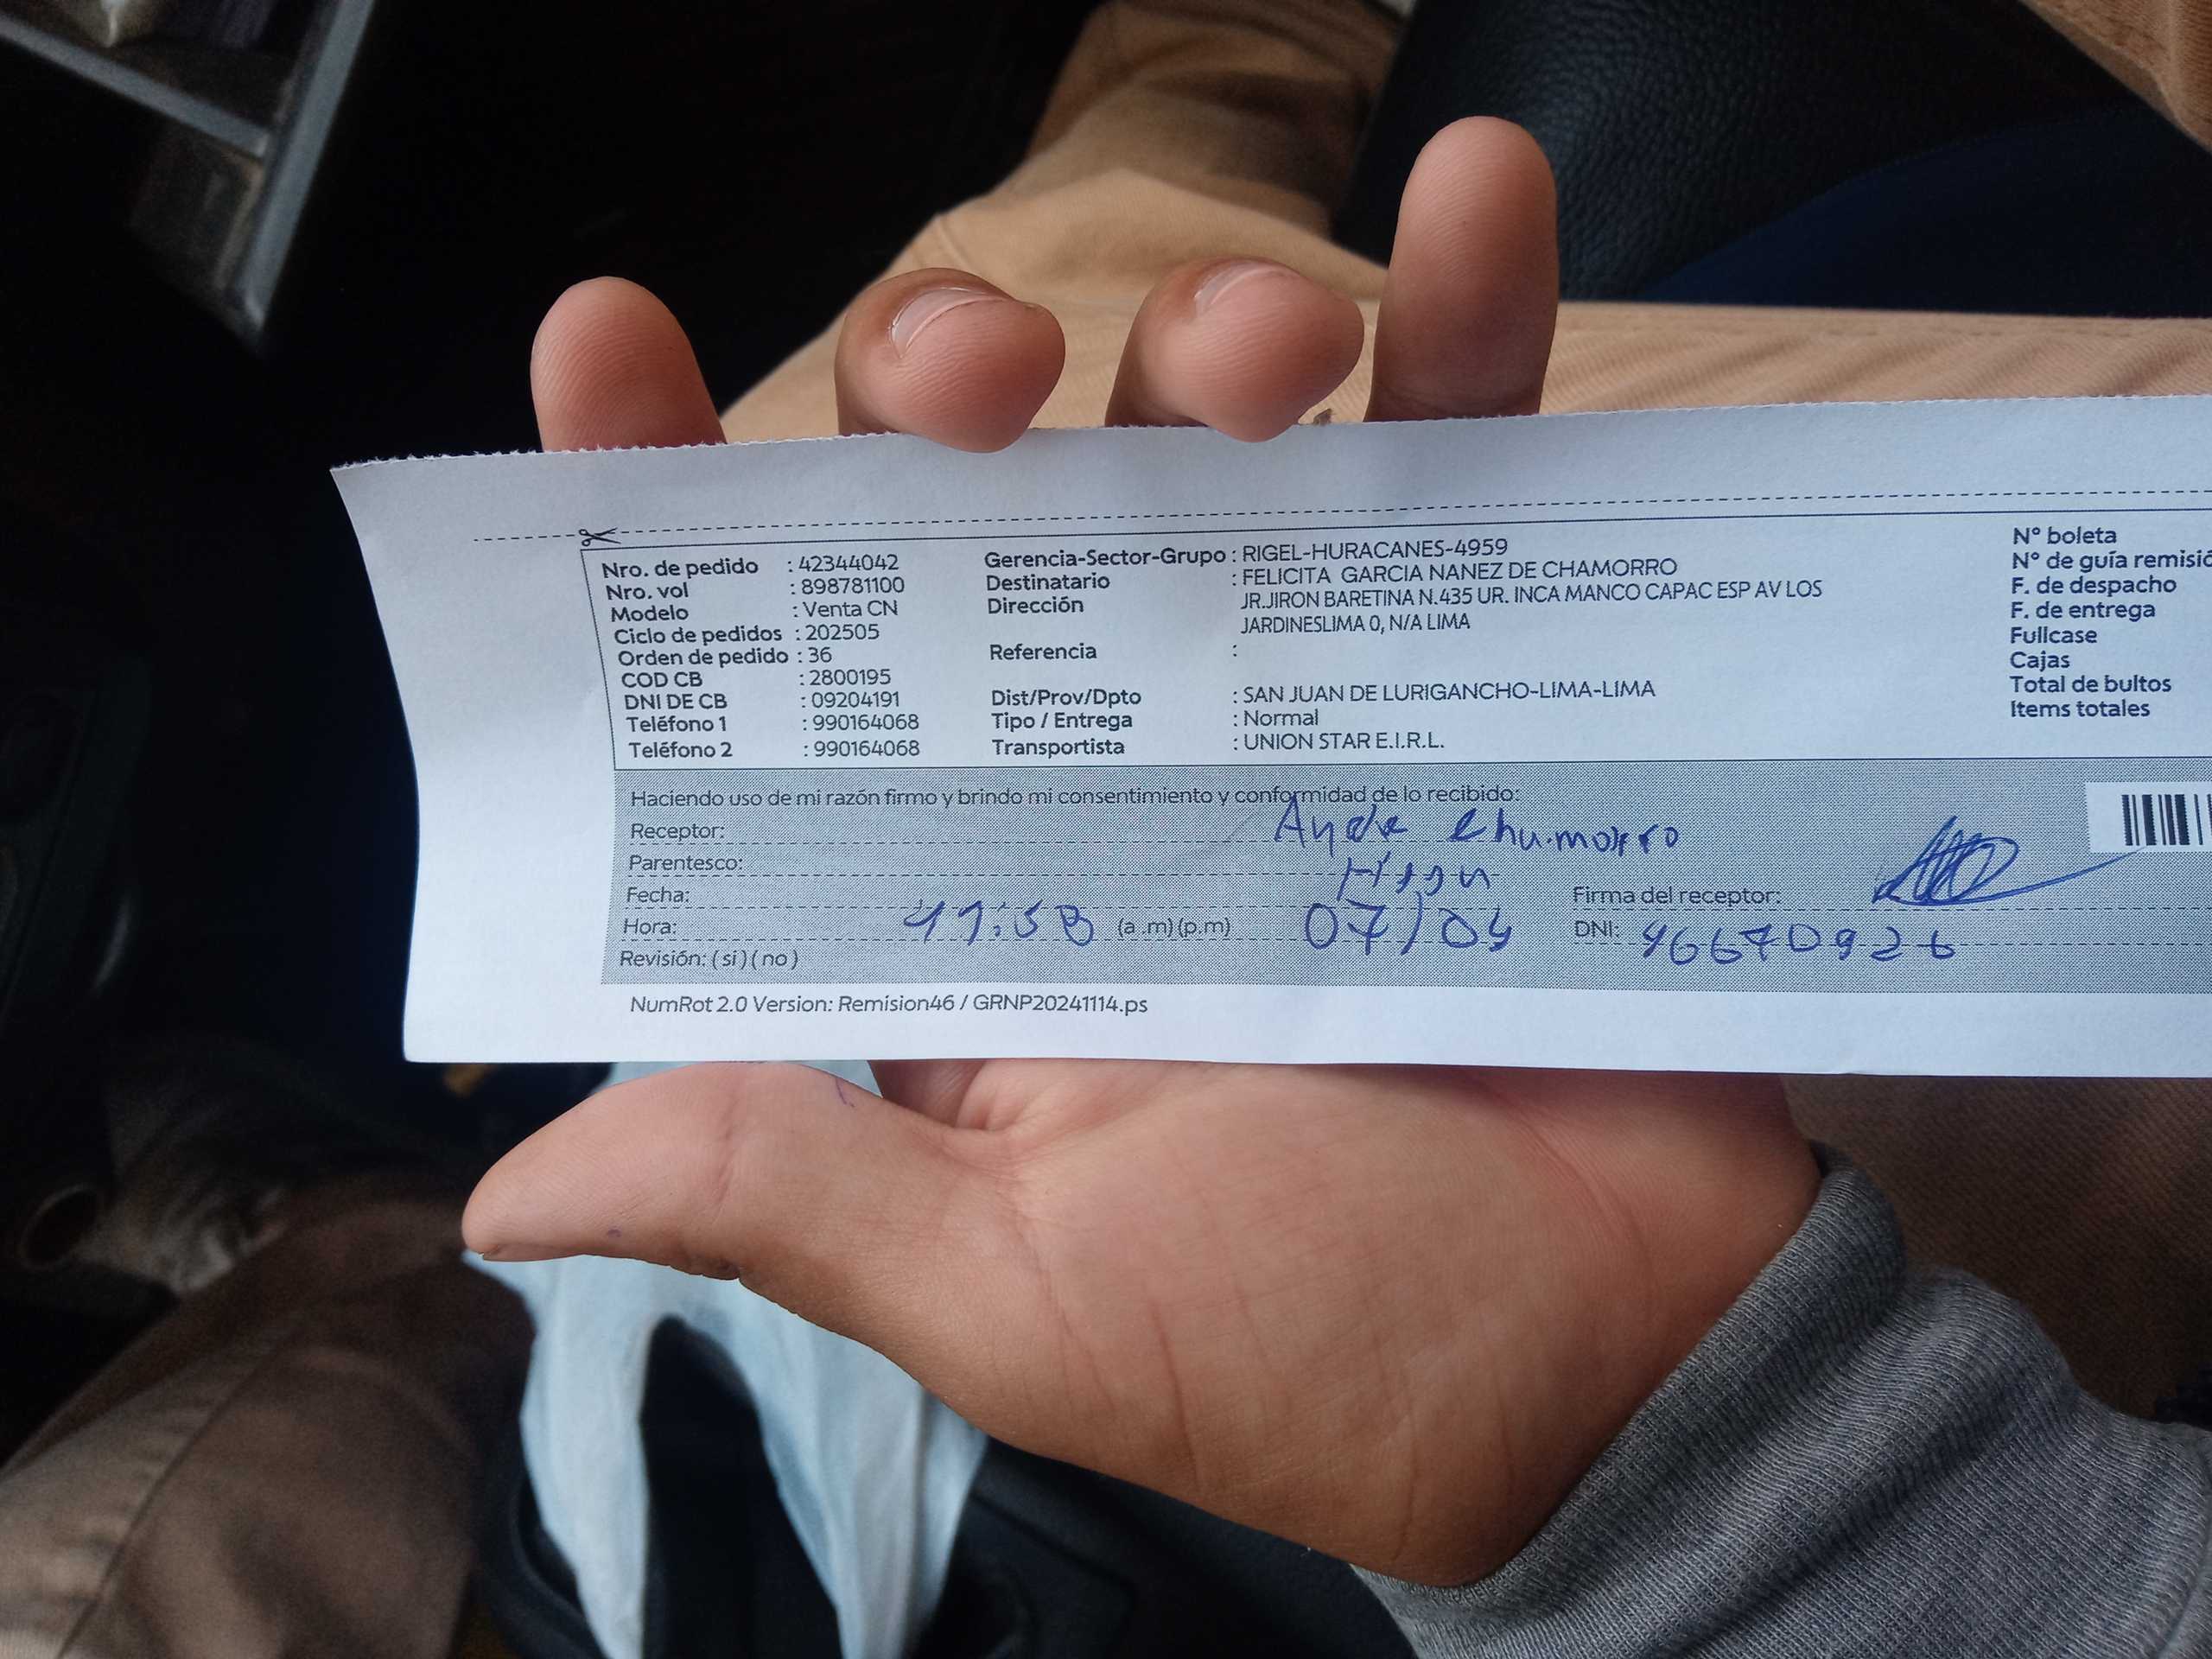 Nro. de pedido : 42344042
Nro. vol : 898781100
Modelo : Venta CN
Ciclo de pedidos : 202505
Orden de pedido : 36
COD CB : 2800195
DNI DE CB : 09204191
Teléfono 1 : 990164068
Teléfono 2 : 990164068
Gerencia-Sector-Grupo : RIGEL-HURACANES-4959
Destinatario : FELICITA GARCIA NANEZ DE CHAMORRO
Dirección JR.JIRON BARETINA N.435 UR. INCA MANCO CAPAC ESP AV LOS
JARDINESLIMA 0, N/A LIMA
Referencia :
Dist/Prov/Dpto : SAN JUAN DE LURIGANCHO-LIMA-LIMA
Tipo / Entrega : Normal
Transportista : UNION STAR E.I.R.L.
N° boleta
N° de guía remisió
F. de despacho
F. de entrega
Fullcase
Cajas
Total de bultos
Items totales
Haciendo uso de mi razón firmo y brindo mi consentimiento y conformidad de lo recibido:
Receptor: Ayde Chumorro
Parentesco:
Fecha: 07/04
Hora: 11:58 (a .m) (p.m)
Revisión: ( si ) ( no )
Firma del receptor:
DNI: 46670926
NumRot 2.0 Version: Remision46 / GRNP20241114.ps